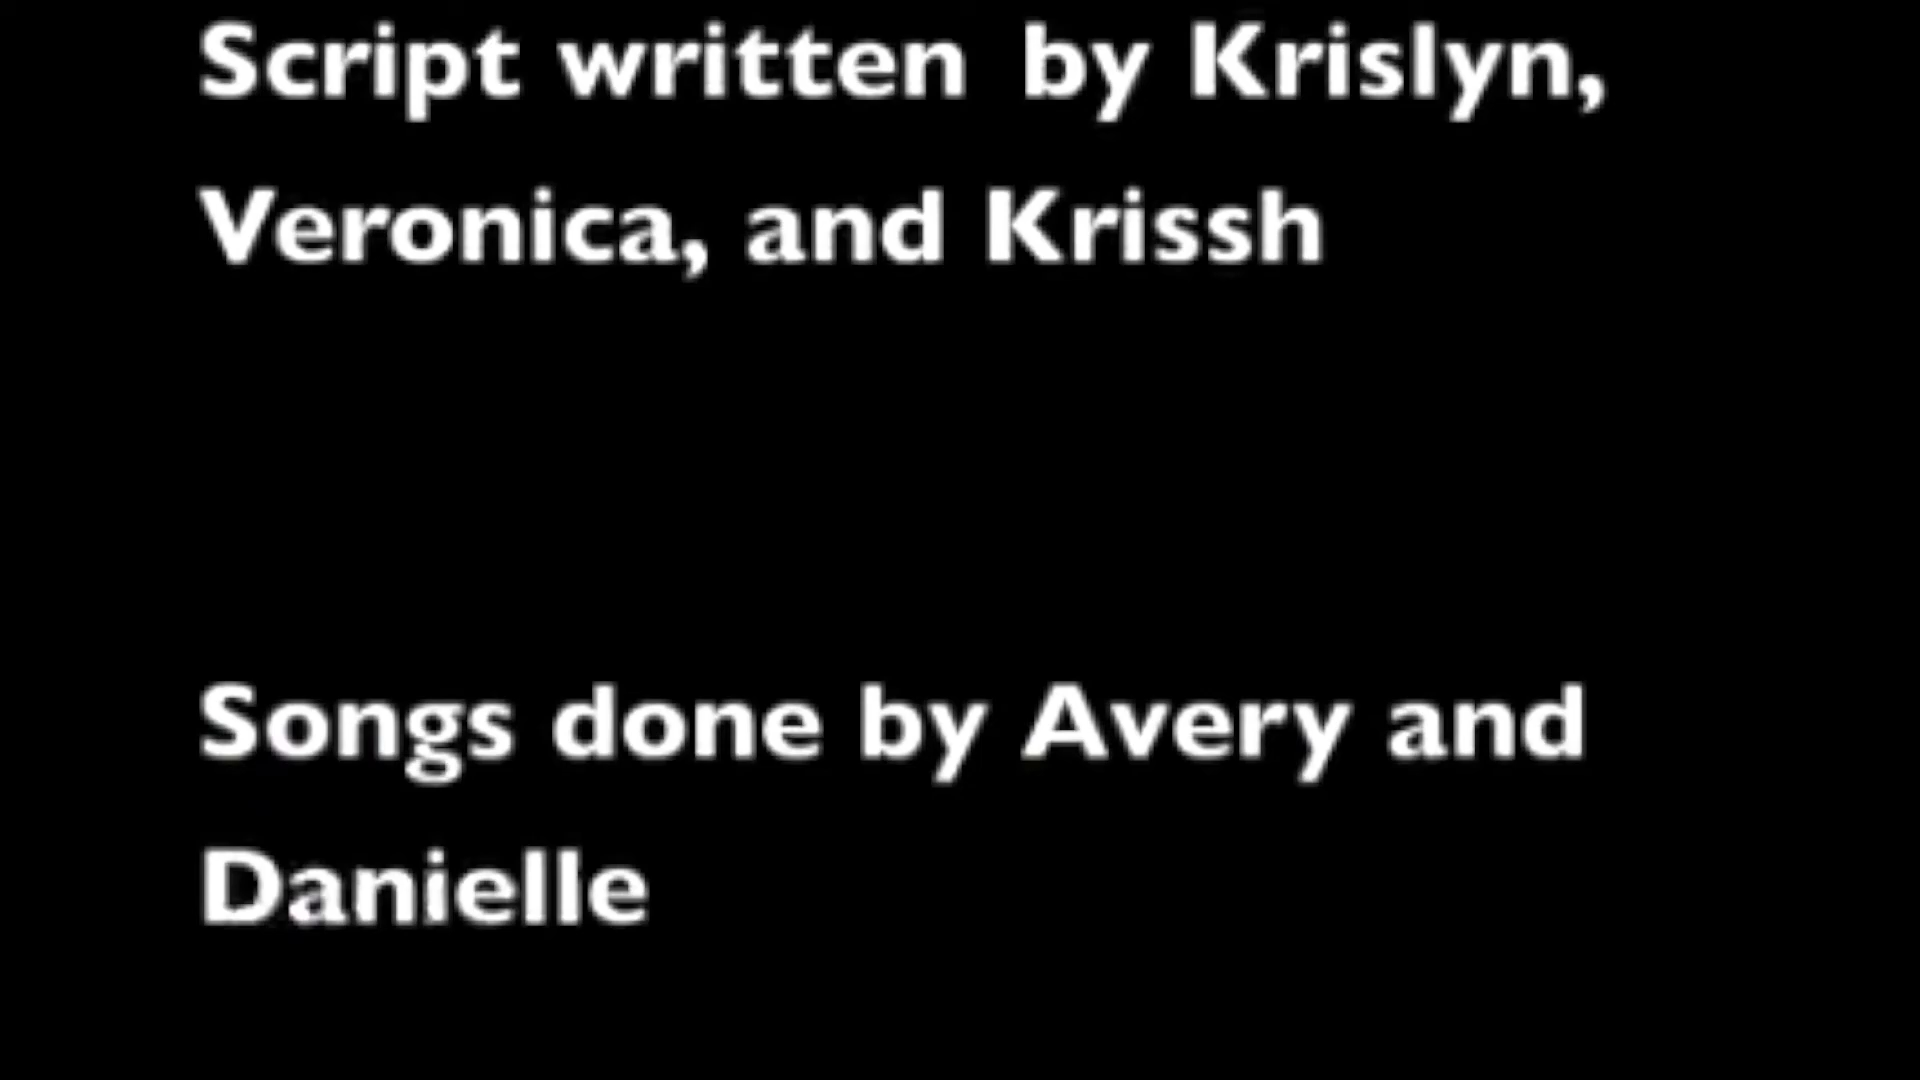 Script written by Krislyn,
Veronica, and Krissh
Songs done by Avery and
Danielle